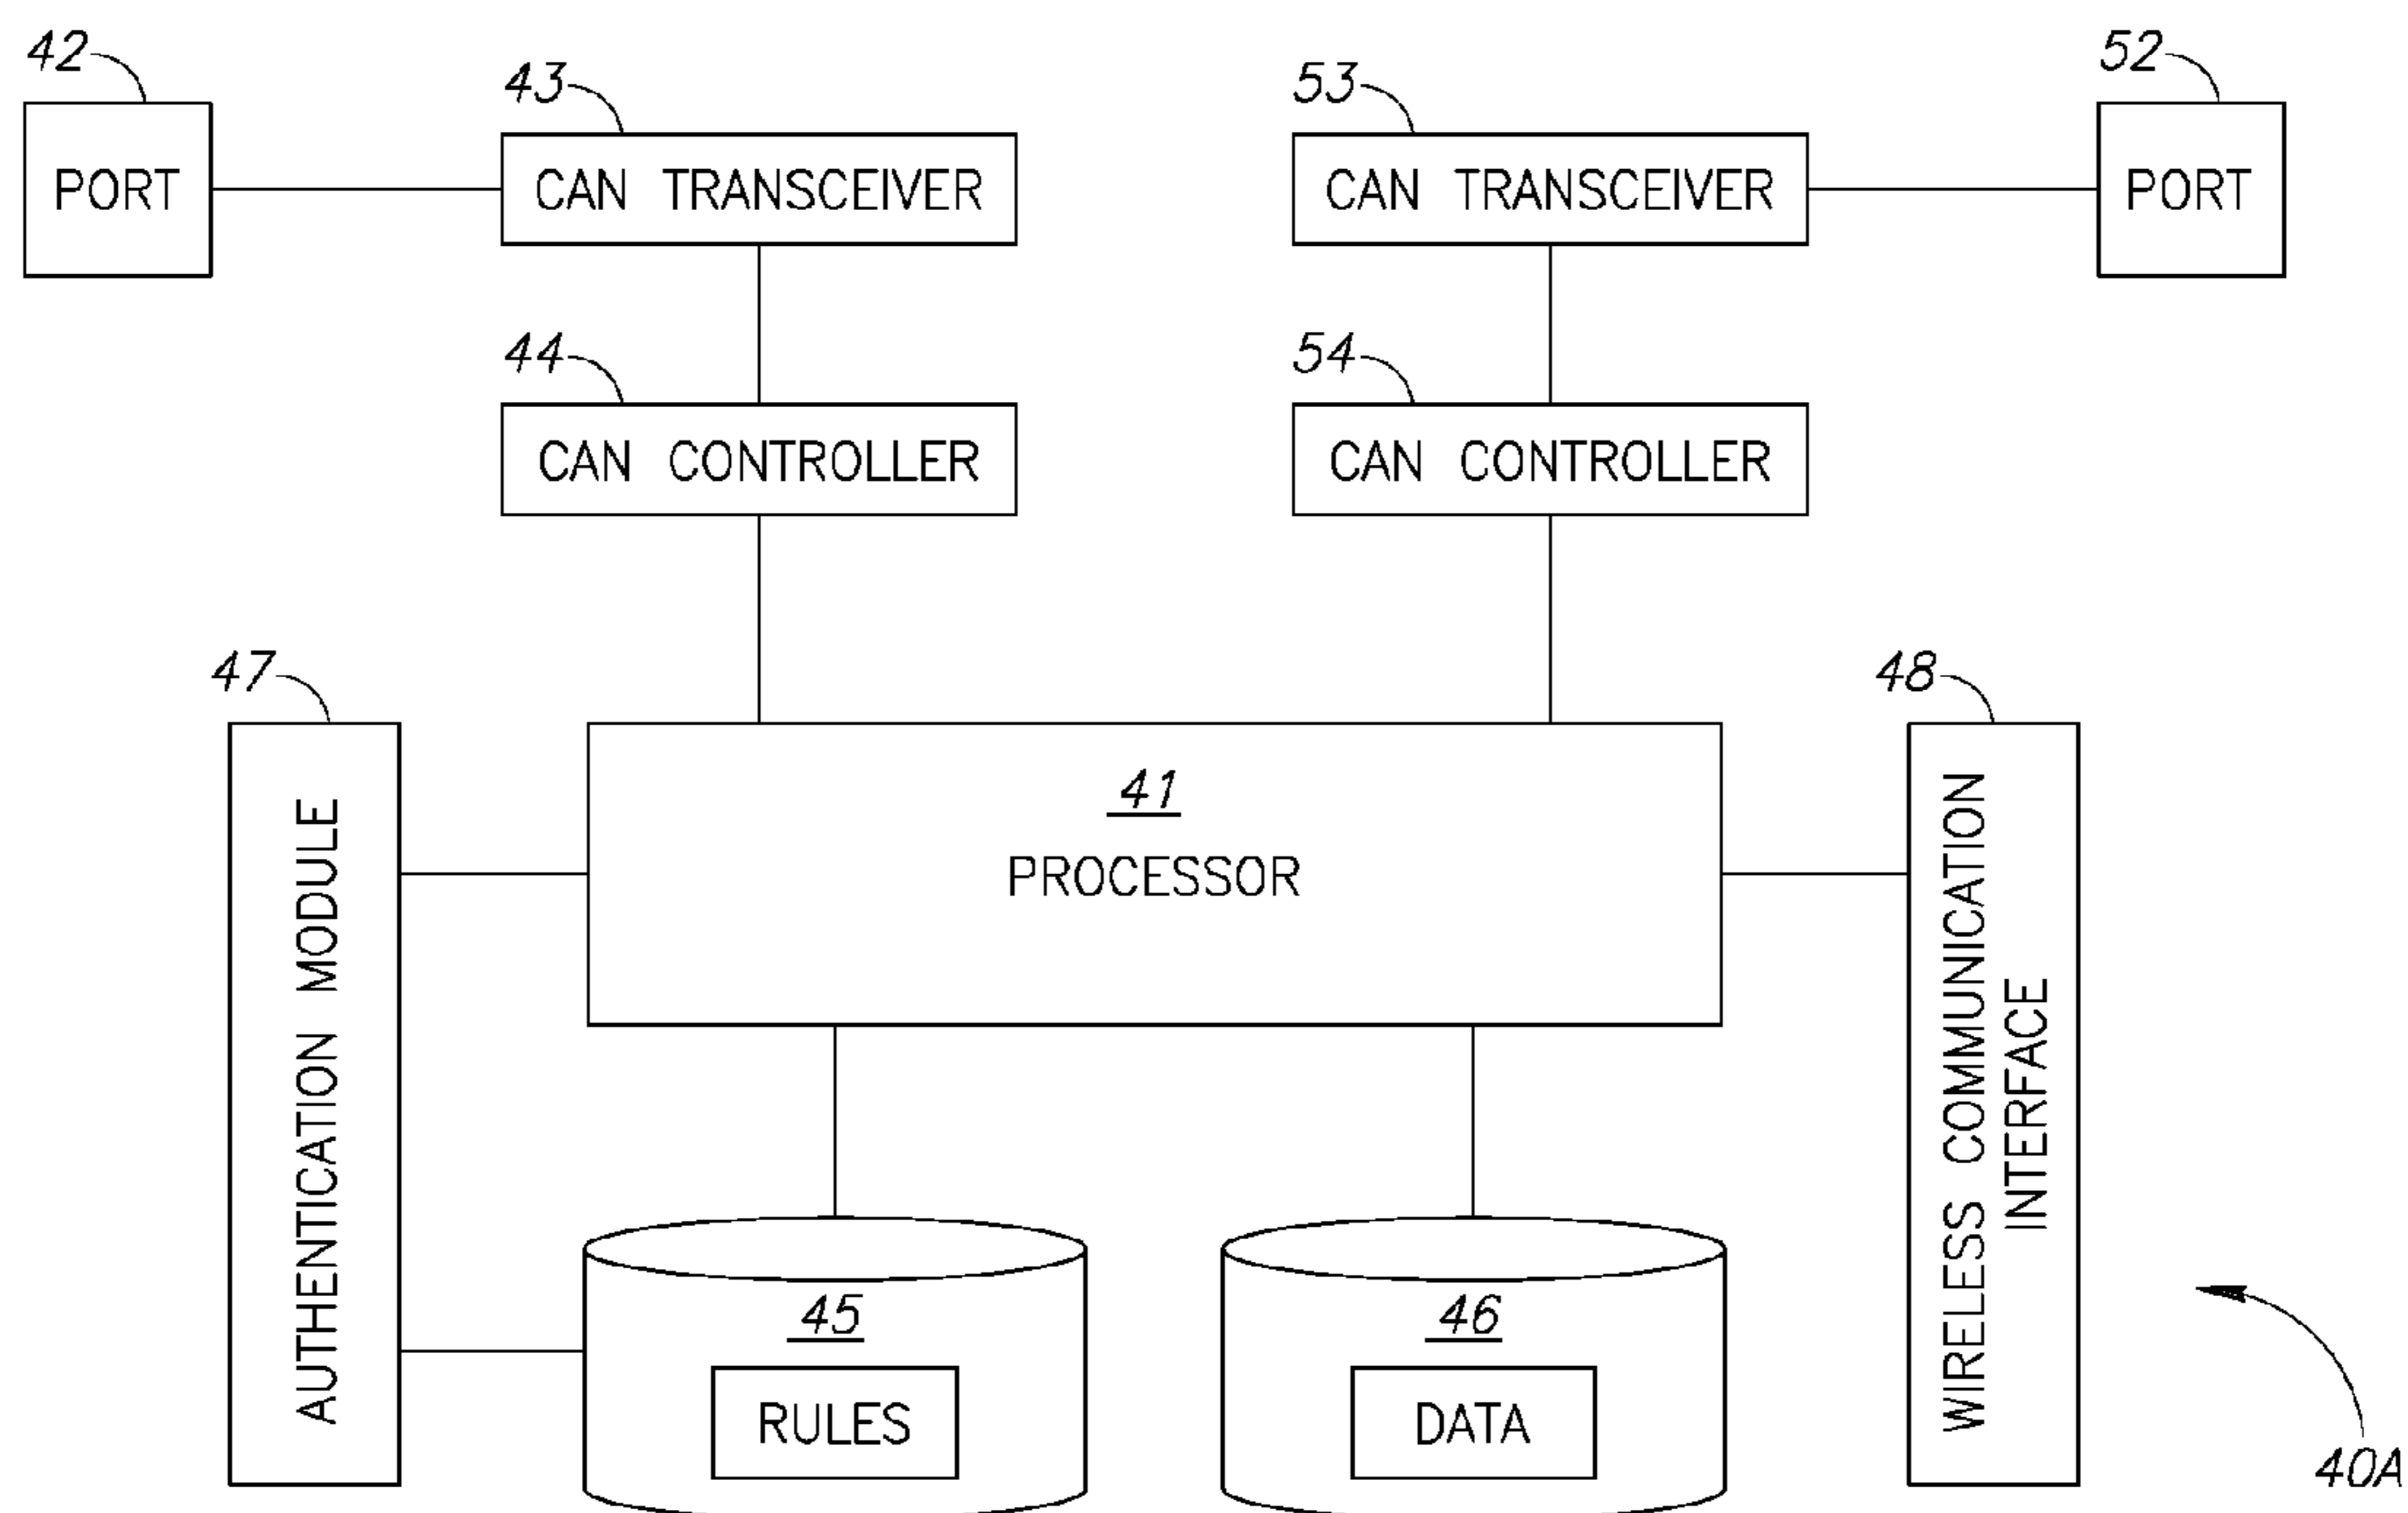 42
43
53
52
PORT
CAN TRANSCEIVER
CAN TRANSCEIVER
PORT
44
54
CAN CONTROLLER
CAN CONTROLLER
47
48
41
PROCESSOR
AUTHENTICATION MODULE
WIRELESS COMMUNICATION
INTERFACE
45
46
RULES
DATA
40A